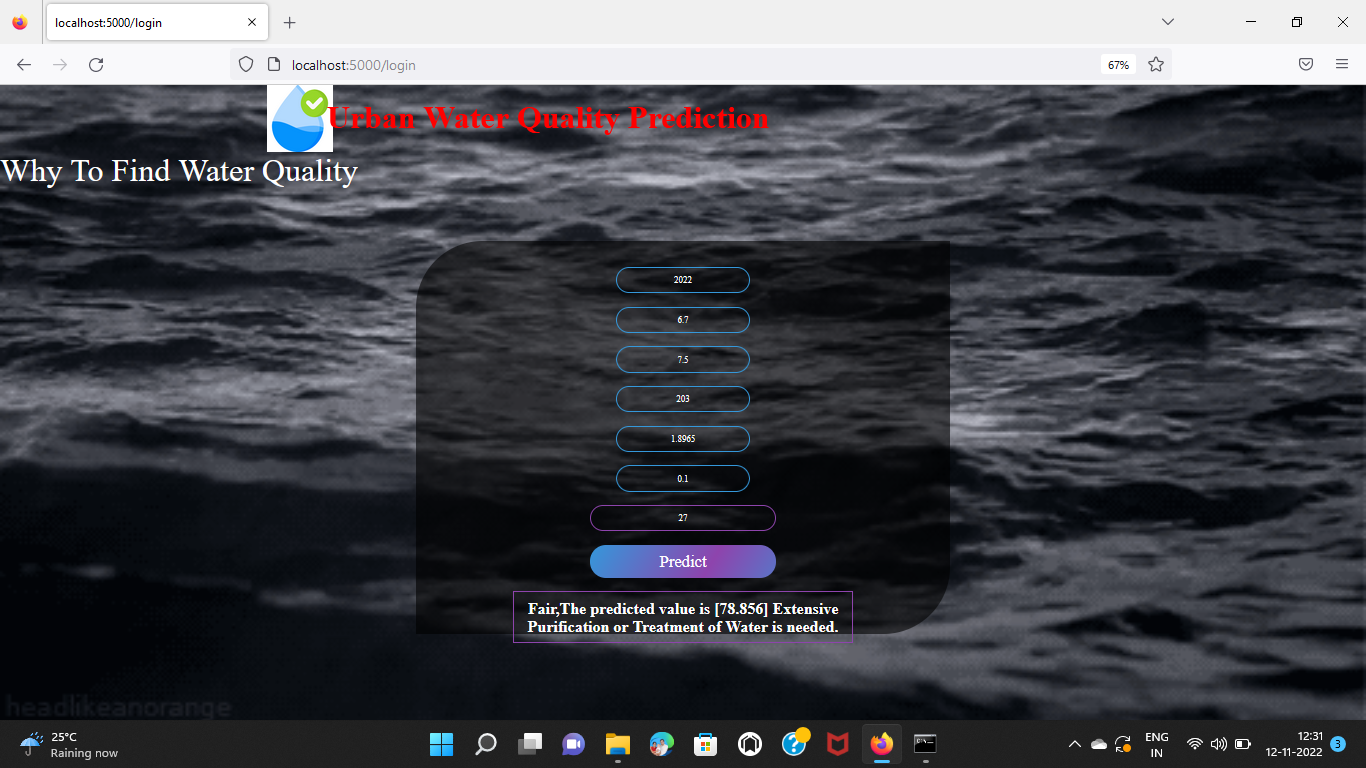 localhost:5000/login
localhost:5000/login
67%
Urban Water Quality Prediction
Why To Find Water Quality
2022
6.7
7.5
203
1.8965
0.1
27
Predict
Fair,The predicted value is [78.856] Extensive
Purification or Treatment of Water is needed.
headlikeanorange
25°C
Raining now
ENG
IN
12:31
12-11-2022
3